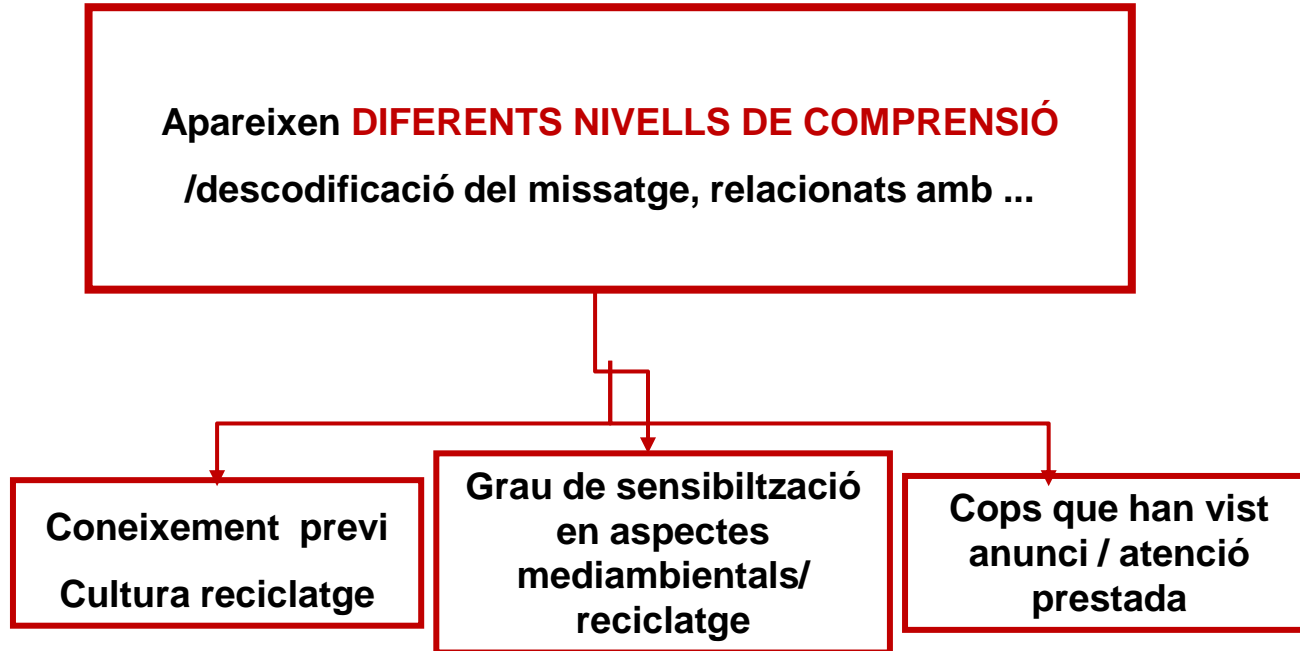 Apareixen DIFERENTS NIVELLS DE COMPRENSIÓ
/descodificació del missatge, relacionats amb ...
Coneixement previ
Cultura reciclatge
Grau de sensibiltzació
en aspectes
mediambientals/
reciclatge
Cops que han vist
anunci / atenció
prestada